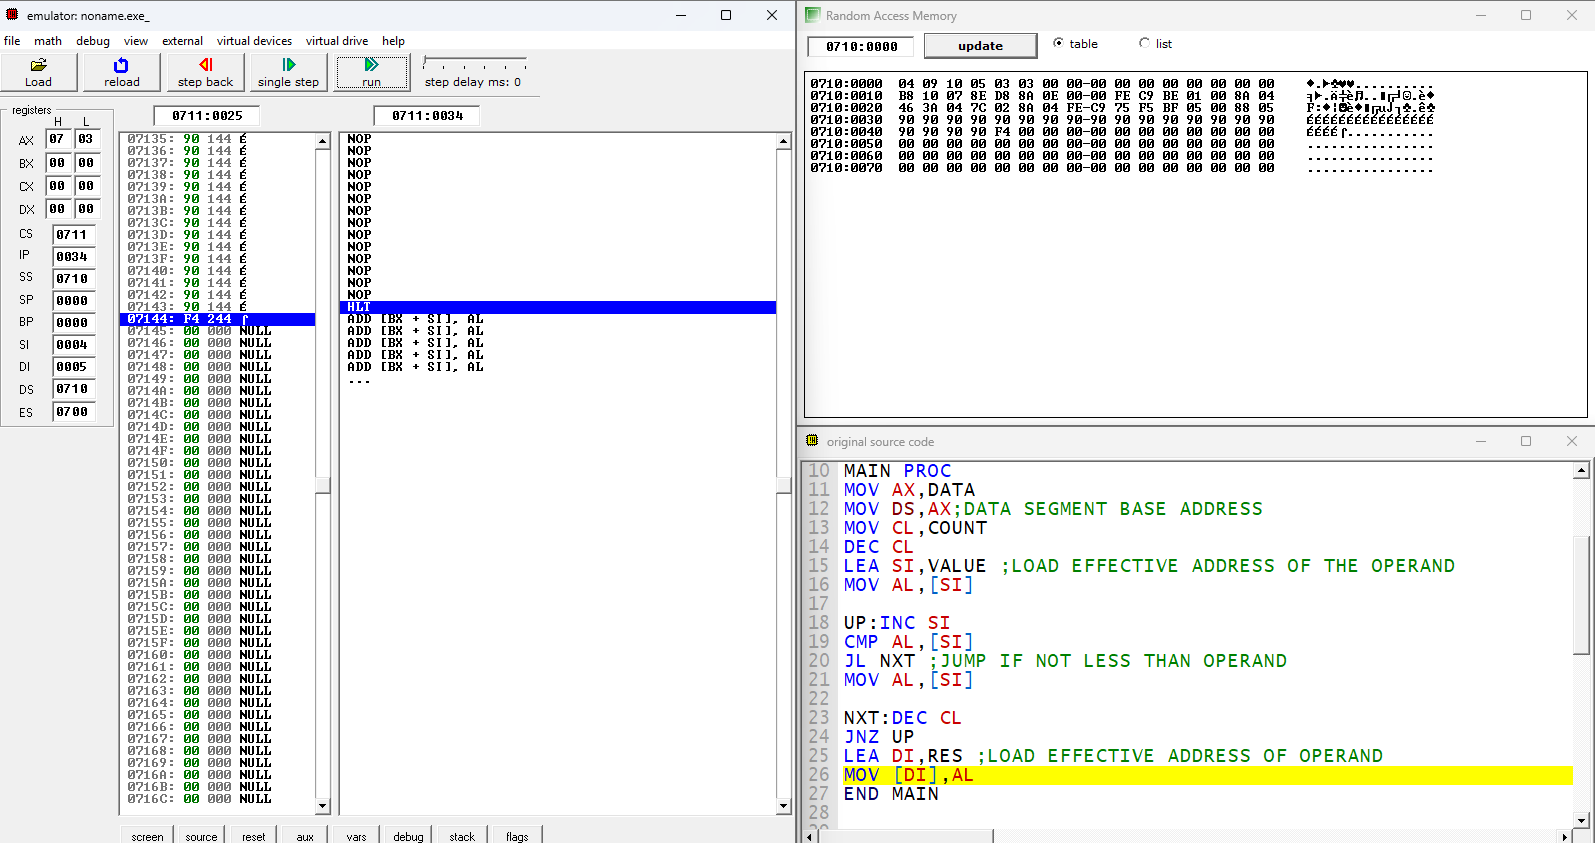 emulator: noname.exe_
file math debug view external virtual devices virtual drive help
Load reload step back single step run step delay ms: 0
registers
H L
0711:0025 0711:0034
AX 07 03
BX 00 00
CX 00 00
DX 00 00
CS 0711
IP 0034
SS 0710
SP 0000
BP 0000
SI 0004
DI 0005
DS 0710
ES 0700
07135: 90 144 É
07136: 90 144 É
07137: 90 144 É
07138: 90 144 É
07139: 90 144 É
0713A: 90 144 É
0713B: 90 144 É
0713C: 90 144 É
0713D: 90 144 É
0713E: 90 144 É
0713F: 90 144 É
07140: 90 144 É
07141: 90 144 É
07142: 90 144 É
07143: 90 144 É
07144: F4 244 ⌠
07145: 00 000 NULL
07146: 00 000 NULL
07147: 00 000 NULL
07148: 00 000 NULL
07149: 00 000 NULL
0714A: 00 000 NULL
0714B: 00 000 NULL
0714C: 00 000 NULL
0714D: 00 000 NULL
0714E: 00 000 NULL
0714F: 00 000 NULL
07150: 00 000 NULL
07151: 00 000 NULL
07152: 00 000 NULL
07153: 00 000 NULL
07154: 00 000 NULL
07155: 00 000 NULL
07156: 00 000 NULL
07157: 00 000 NULL
07158: 00 000 NULL
07159: 00 000 NULL
0715A: 00 000 NULL
0715B: 00 000 NULL
0715C: 00 000 NULL
0715D: 00 000 NULL
0715E: 00 000 NULL
0715F: 00 000 NULL
07160: 00 000 NULL
07161: 00 000 NULL
07162: 00 000 NULL
07163: 00 000 NULL
07164: 00 000 NULL
07165: 00 000 NULL
07166: 00 000 NULL
07167: 00 000 NULL
07168: 00 000 NULL
07169: 00 000 NULL
0716A: 00 000 NULL
0716B: 00 000 NULL
0716C: 00 000 NULL
NOP
NOP
NOP
NOP
NOP
NOP
NOP
NOP
NOP
NOP
NOP
NOP
NOP
NOP
HLT
ADD [BX + SI], AL
ADD [BX + SI], AL
ADD [BX + SI], AL
ADD [BX + SI], AL
ADD [BX + SI], AL
...
screen source reset aux vars debug stack flags
Random Access Memory
0710:0000 update table list
0710:0000 04 09 10 05 03 03 00 00-00 00 00 00 00 00 00 00
0710:0010 B8 10 07 8E D8 8A 0E 00-00 FE C9 BE 01 00 8A 04
0710:0020 46 3A 04 7C 02 8A 04 FE-C9 75 F5 BF 05 00 88 05
0710:0030 90 90 90 90 90 90 90 90-90 90 90 90 90 90 90 90
0710:0040 90 90 90 90 F4 00 00 00-00 00 00 00 00 00 00 00
0710:0050 00 00 00 00 00 00 00 00-00 00 00 00 00 00 00 00
0710:0060 00 00 00 00 00 00 00 00-00 00 00 00 00 00 00 00
0710:0070 00 00 00 00 00 00 00 00-00 00 00 00 00 00 00 00
original source code
10 MAIN PROC
11 MOV AX,DATA
12 MOV DS,AX;DATA SEGMENT BASE ADDRESS
13 MOV CL,COUNT
14 DEC CL
15 LEA SI,VALUE ;LOAD EFFECTIVE ADDRESS OF THE OPERAND
16 MOV AL,[SI]
17
18 UP:INC SI
19 CMP AL,[SI]
20 JL NXT ;JUMP IF NOT LESS THAN OPERAND
21 MOV AL,[SI]
22
23 NXT:DEC CL
24 JNZ UP
25 LEA DI,RES ;LOAD EFFECTIVE ADDRESS OF OPERAND
26 MOV [DI],AL
27 END MAIN
28